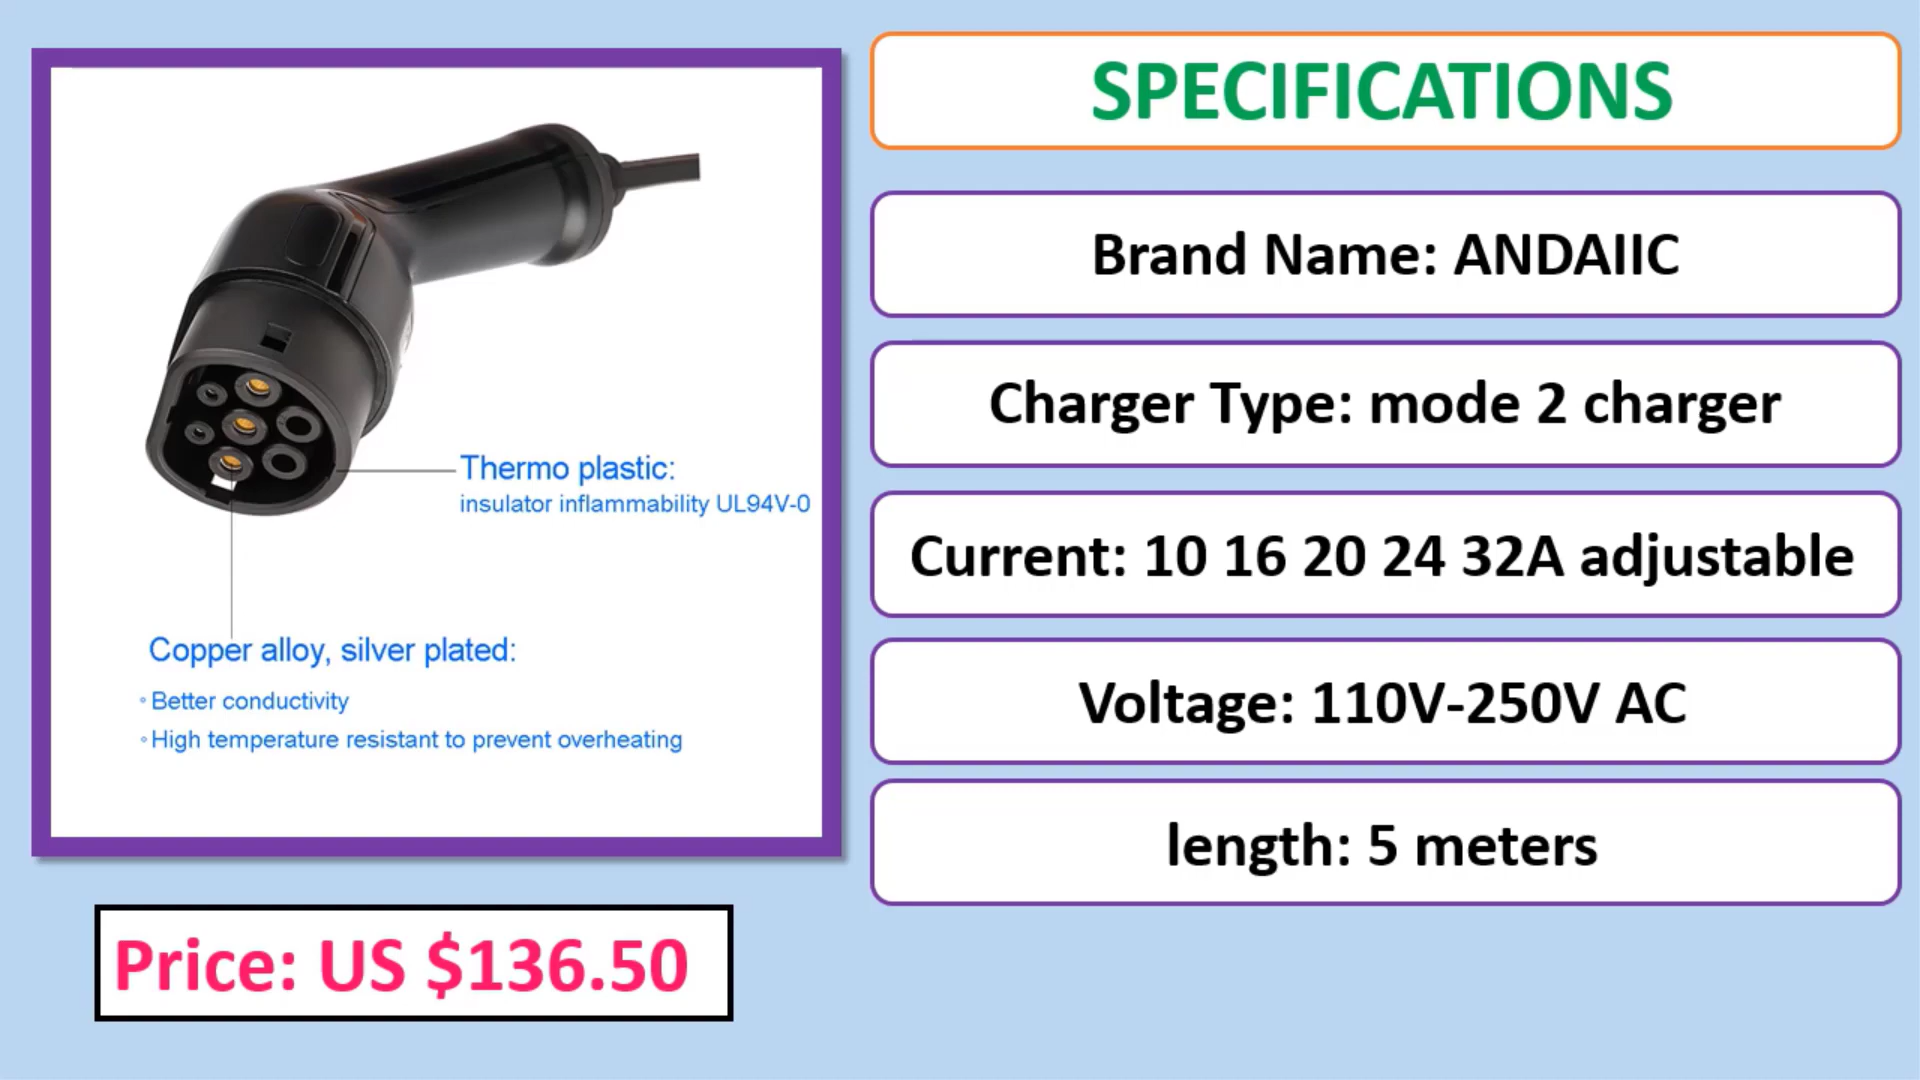 SPECIFICATIONS
Brand Name: ANDAIIC
Charger Type: mode 2 charger
Current: 10 16 20 24 32A adjustable
Voltage: 110V-250V AC
length: 5 meters
Thermo plastic:
insulator inflammability UL94V-0
Copper alloy, silver plated:
◦ Better conductivity
◦ High temperature resistant to prevent overheating
Price: US $136.50